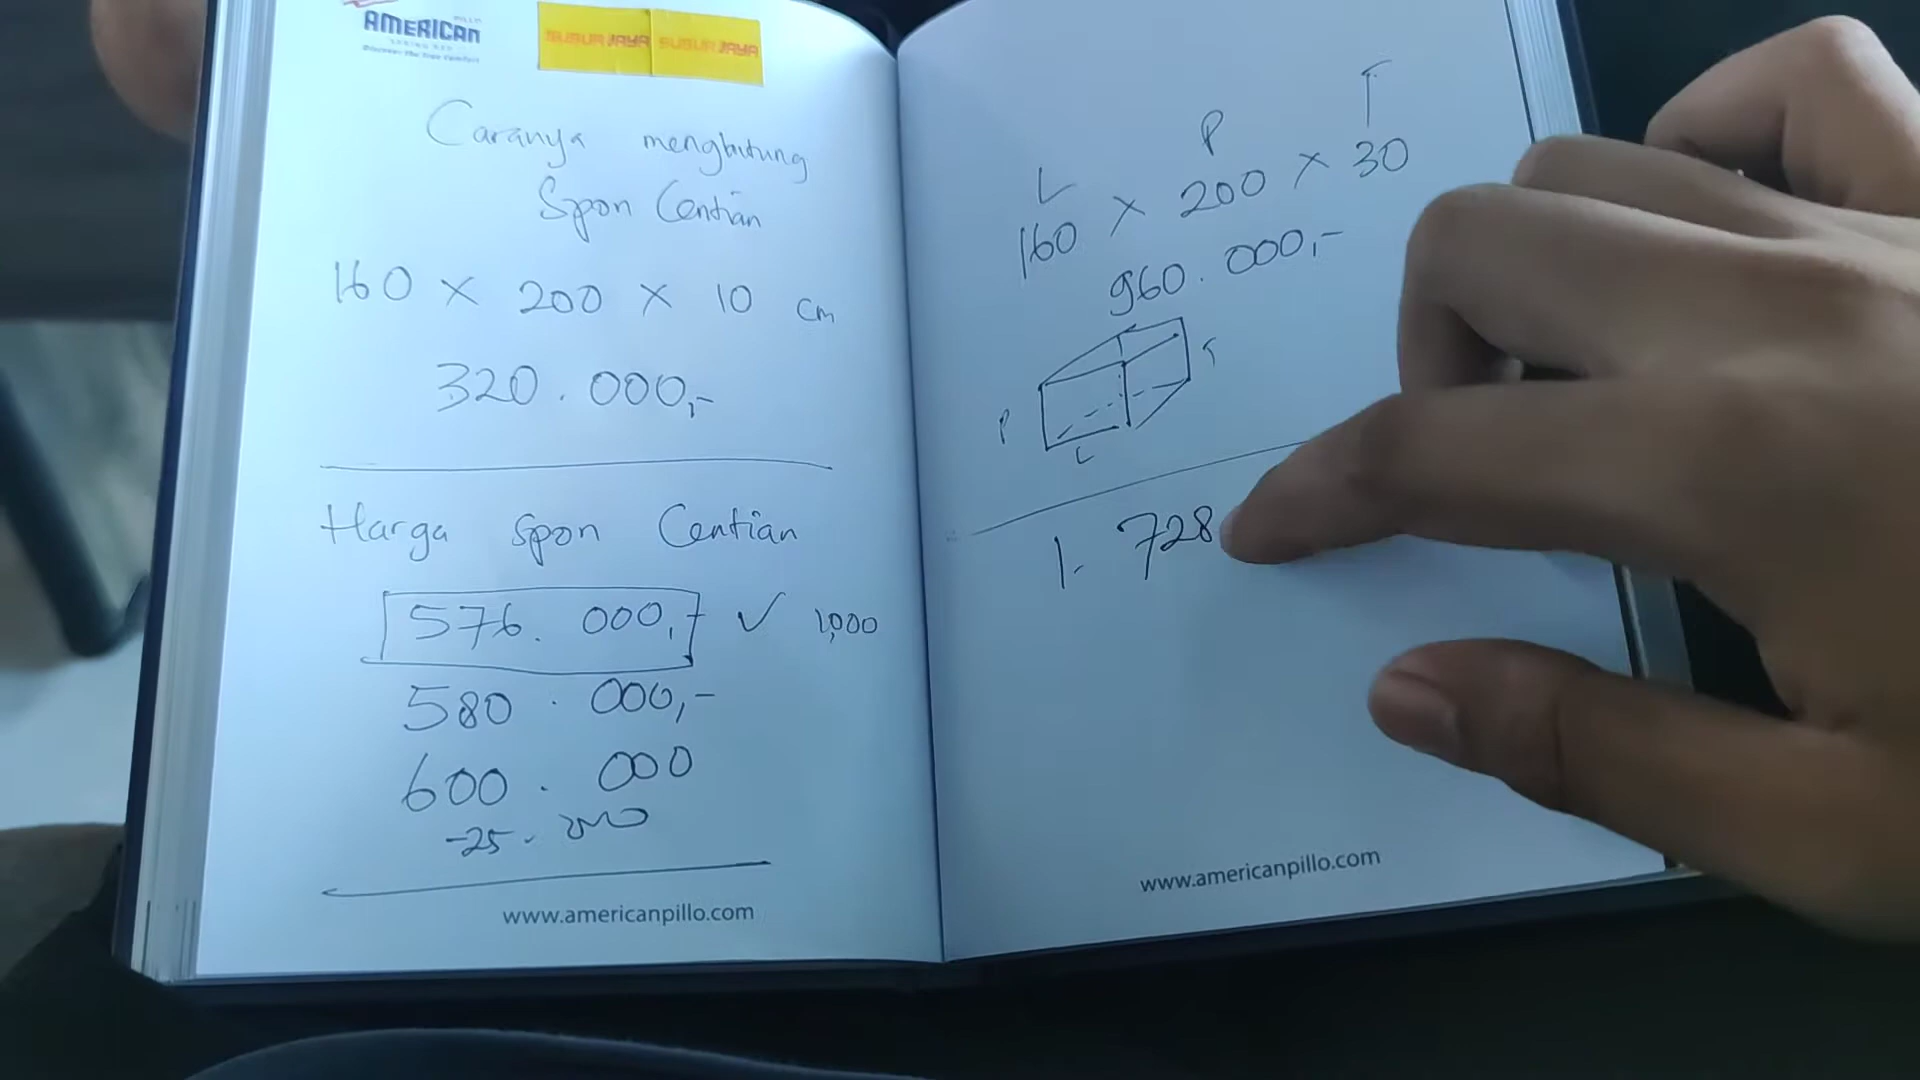 AMERICAN
Discover The True Comfort
SUBUR JAYA SUBUR JAYA
Caranya menghitung
Spon Centian
160 x 200 x 10 cm
320.000,-
Harga Spon Centian
576.000,- ✓ 1,000
580.000,-
600.000
-25.000
www.americanpillo.com
L P T
160 x 200 x 30
960.000,-
T
P
L
1.728
www.americanpillo.com